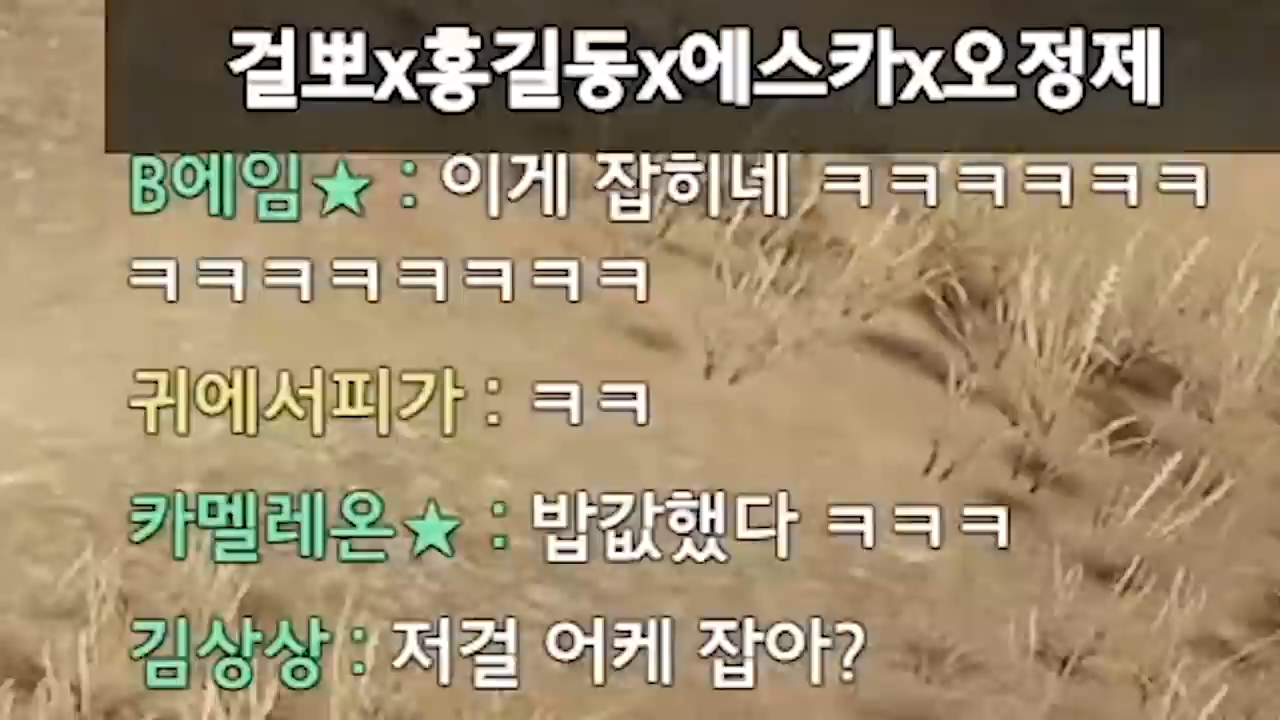 걸뽀x홍길동x에스카x오정제
B에임★ : 이게 잡히네 ㅋㅋㅋㅋㅋㅋ
ㅋㅋㅋㅋㅋㅋㅋㅋ
귀에서피가 : ㅋㅋ
카멜레온★ : 밥값했다 ㅋㅋㅋ
김상상 : 저걸 어케 잡아?